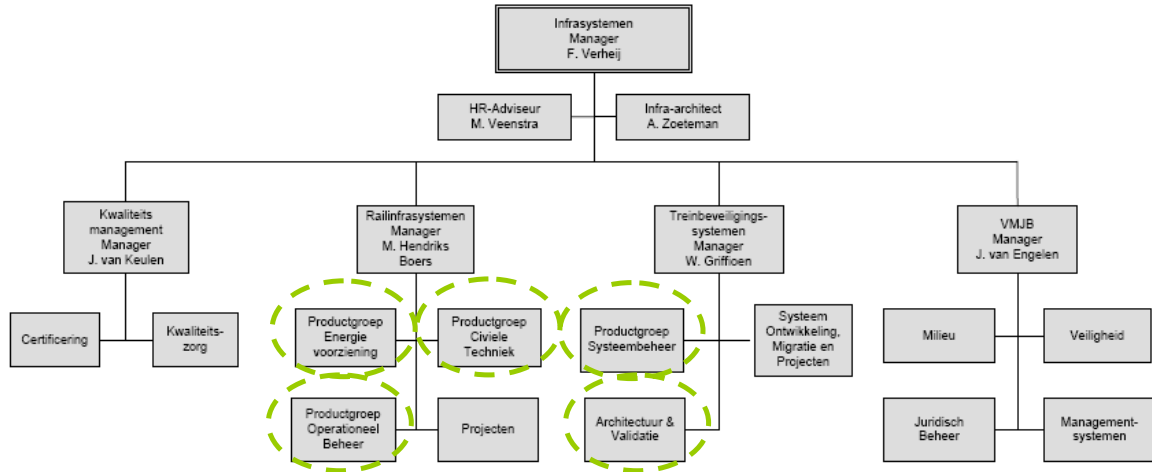 Infrasystemen
Manager
F. Verheij
HR-Adviseur
M. Veenstra
Infra-architect
A. Zoeteman
Kwaliteits
management
Manager
J. van Keulen
Railinfrasystemen
Manager
M. Hendriks
Boers
Treinbeveiligings-
systemen
Manager
W. Griffioen
VMJB
Manager
J. van Engelen
Certificering
Kwaliteits-
zorg
Productgroep
Energie
voorziening
Productgroep
Civiele
Techniek
Productgroep
Systeembeheer
Systeem
Ontwikkeling,
Migratie en
Projecten
Milieu
Veiligheid
Productgroep
Operationeel
Beheer
Projecten
Architectuur &
Validatie
Juridisch
Beheer
Management-
systemen